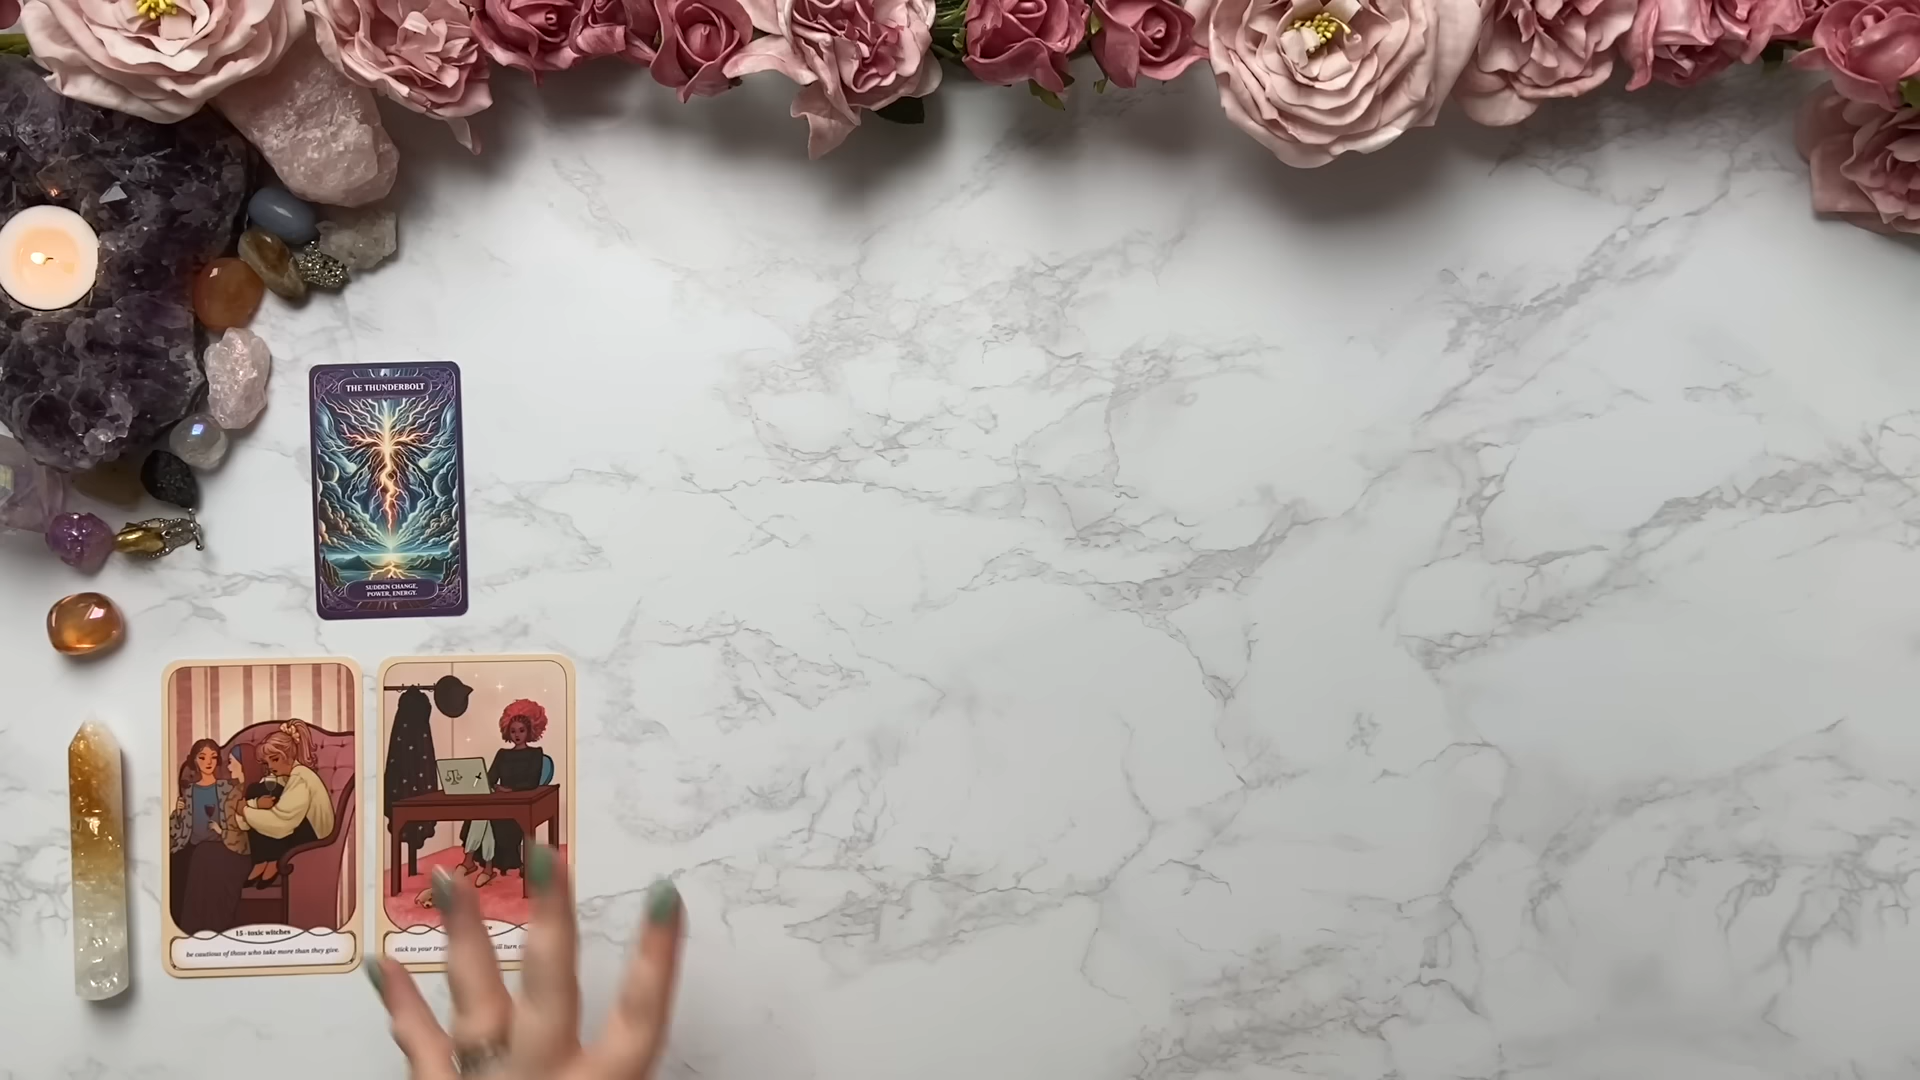 THE THUNDERBOLT
SUDDEN CHANGE,
POWER, ENERGY.
15 - toxic witches
be cautious of those who take more than they give.
stick to your